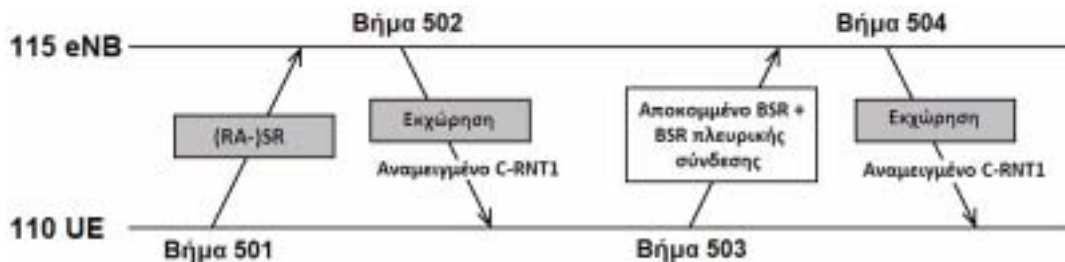 Βήμα 502
Βήμα 504
115 eNB
(RA-)SR
Εκχώρηση
Αναμειγμένο C-RNT1
Αποκομμένο BSR +
BSR πλευρικής
σύνδεσης
Εκχώρηση
Αναμειγμένο C-RNT1
110 UE
Βήμα 501
Βήμα 503